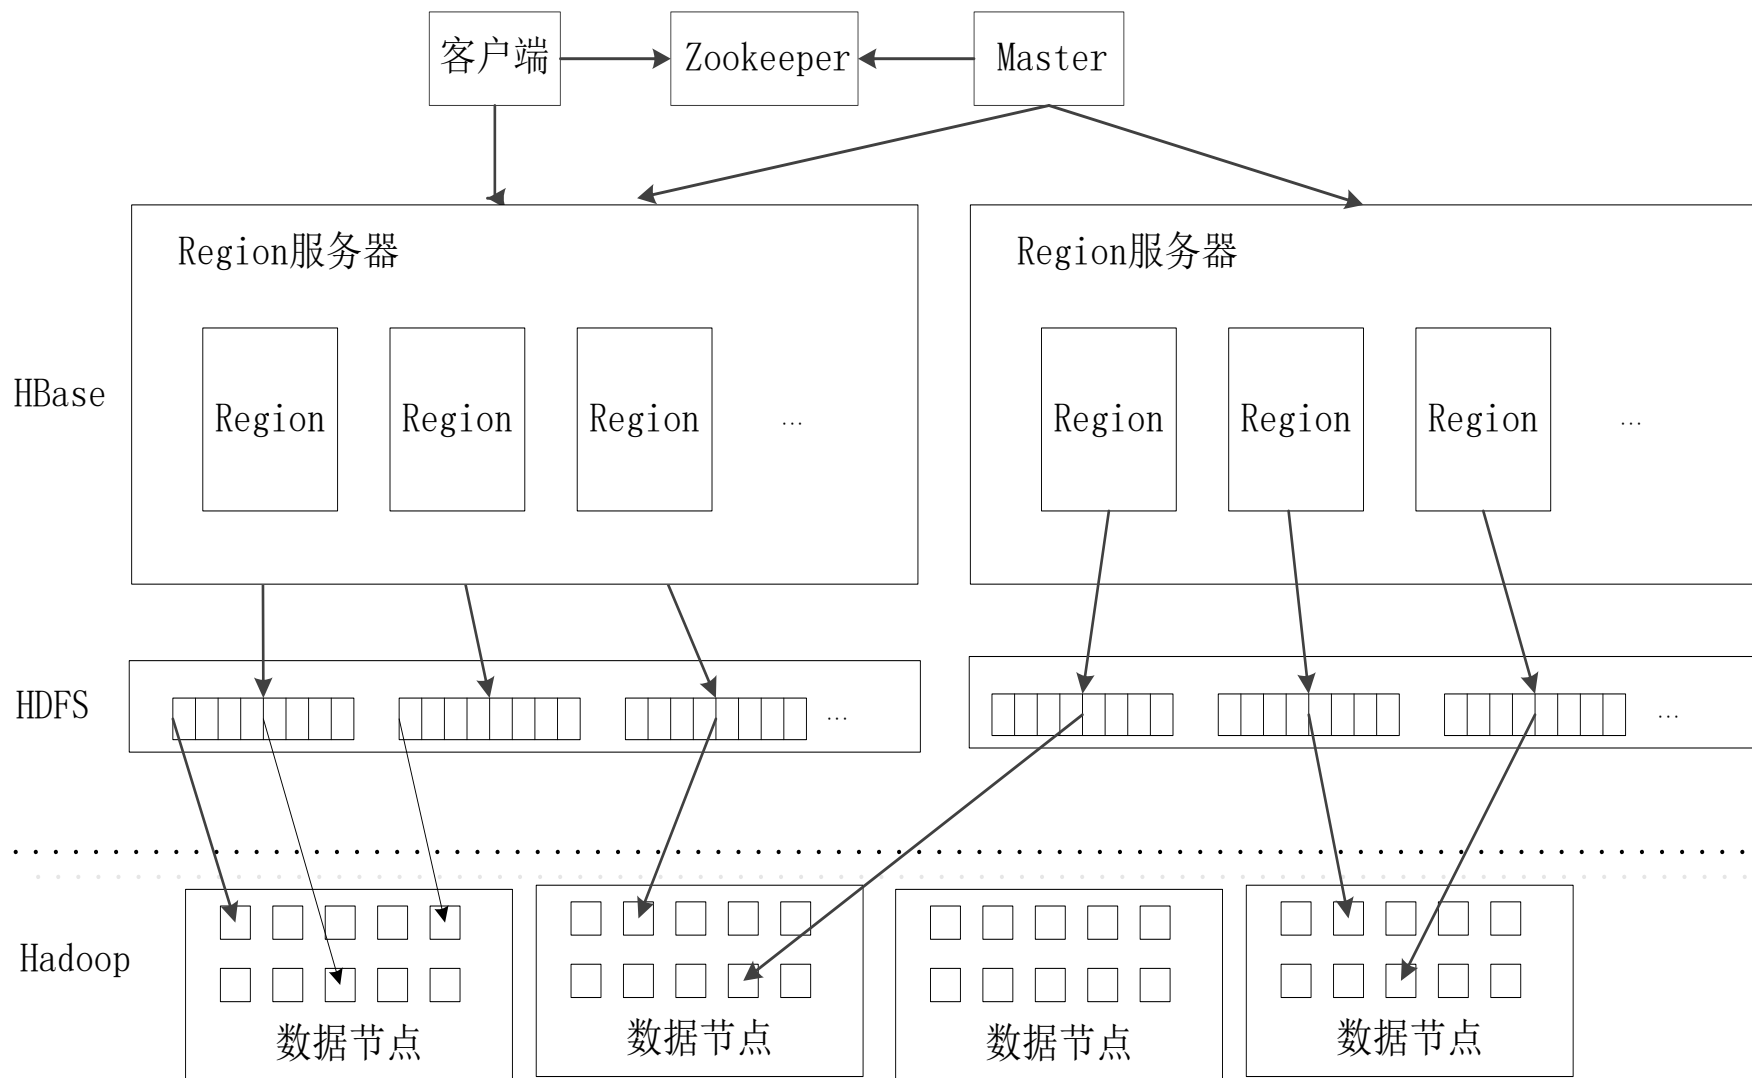 客户端
Zookeeper
Master
Region服务器
Region服务器
HBase
Region
Region
Region
...
Region
Region
Region
...
HDFS
...
...
Hadoop
数据节点
数据节点
数据节点
数据节点